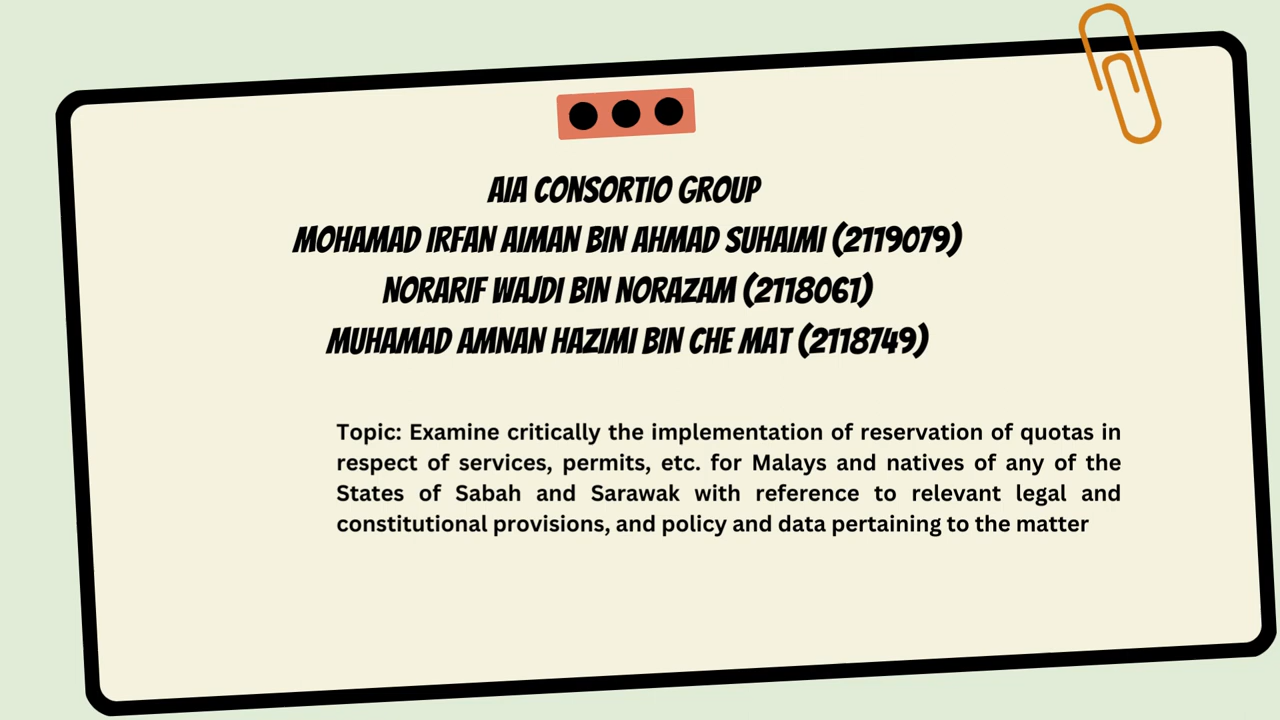 AIA CONSORTIO GROUP
MOHAMAD IRFAN AIMAN BIN AHMAD SUHAIMI (2119079)
NORARIF WAJDI BIN NORAZAM (2118061)
MUHAMAD AMNAN HAZIMI BIN CHE MAT (2118749)
Topic: Examine critically the implementation of reservation of quotas in
respect of services, permits, etc. for Malays and natives of any of the
States of Sabah and Sarawak with reference to relevant legal and
constitutional provisions, and policy and data pertaining to the matter